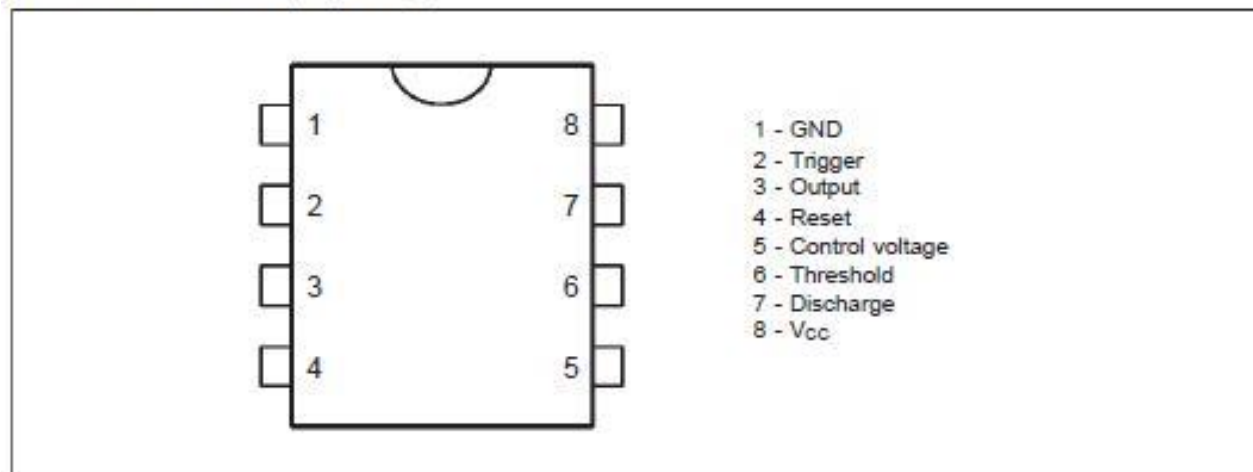 1 8
2 7
3 6
4 5
1 - GND
2 - Trigger
3 - Output
4 - Reset
5 - Control voltage
6 - Threshold
7 - Discharge
8 - VCC